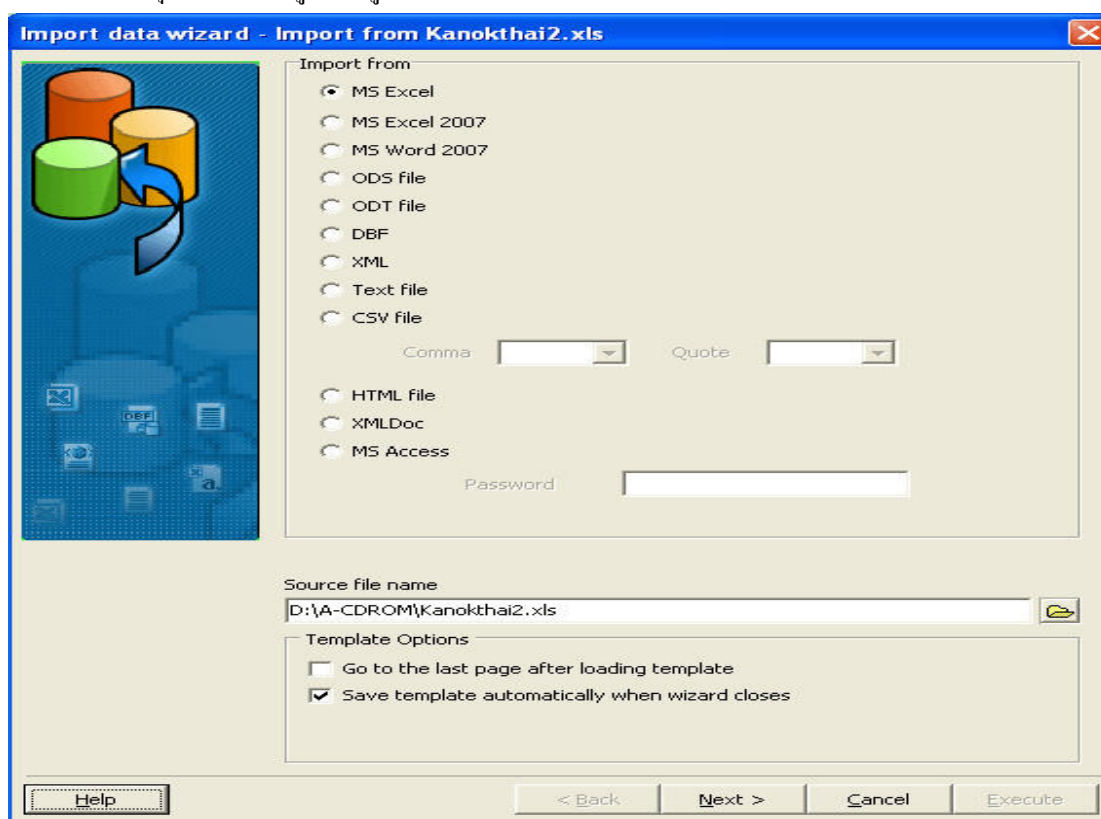 Import data wizard - Import from Kanokthai2.xls
Import from
MS Excel
MS Excel 2007
MS Word 2007
ODS file
ODT file
DBF
XML
Text file
CSV file
Comma Quote
HTML file
XMLDoc
MS Access
Password
DBF
a
Source file name
D:\A-CDROM\Kanokthai2.xls
Template Options
Go to the last page after loading template
Save template automatically when wizard closes
Help < Back Next > Cancel Execute